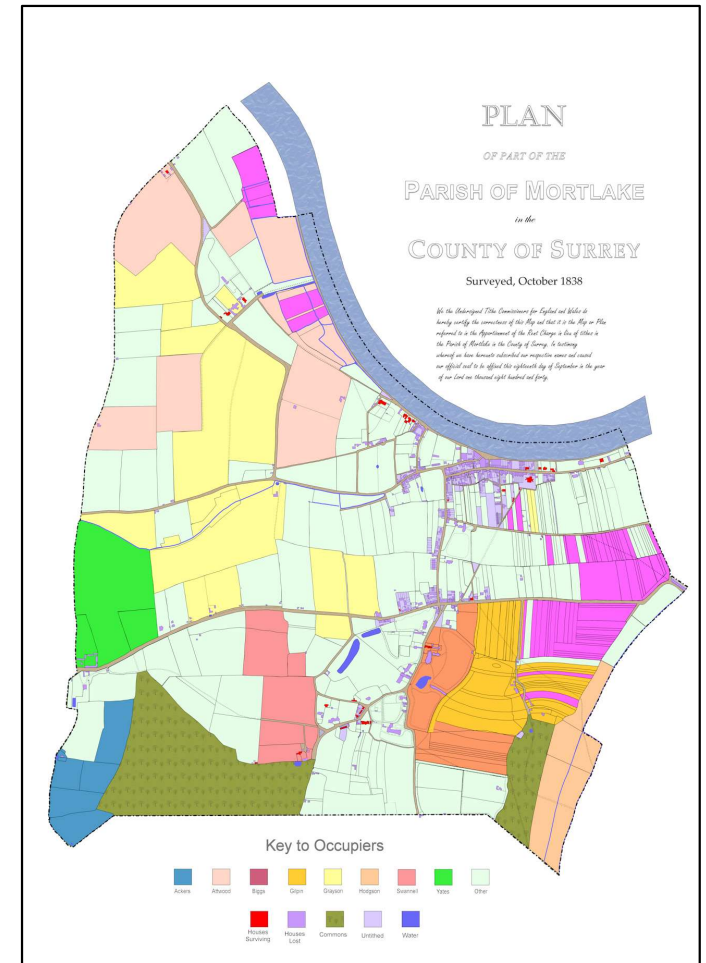 PLAN
OF PART OF THE
PARISH OF MORTLAKE
in the
COUNTY OF SURREY
Surveyed, October 1838
We the Undersigned Tithe Commissioners for England and Wales do
hereby certify the correctness of this Map and that it is the Map or Plan
referred to in the Apportionment of the Rent Charge in lieu of tithes in
the Parish of Mortlake in the County of Surrey. In testimony
whereof we have hereunto subscribed our respective names and caused
our official seal to be affixed this eighteenth day of September in the year
of our Lord one thousand eight hundred and forty.
Key to Occupiers
Ackers
Attwood
Biggs
Gilpin
Grayson
Hodgson
Swannell
Yates
Other
Houses
Surviving
Houses
Lost
Commons
Untithed
Water